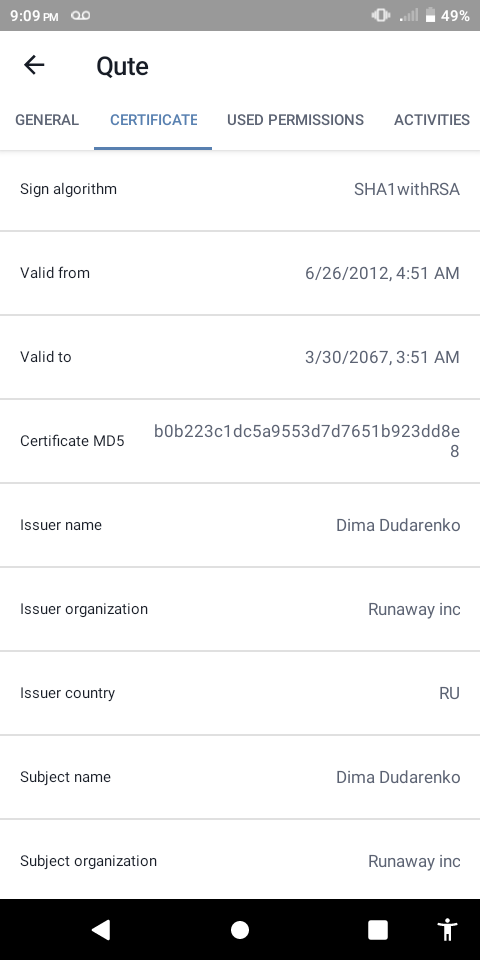 9:09 PM 49%
Qute
GENERAL CERTIFICATE USED PERMISSIONS ACTIVITIES
Sign algorithm SHA1withRSA
Valid from 6/26/2012, 4:51 AM
Valid to 3/30/2067, 3:51 AM
Certificate MD5 b0b223c1dc5a9553d7d7651b923dd8e
8
Issuer name Dima Dudarenko
Issuer organization Runaway inc
Issuer country RU
Subject name Dima Dudarenko
Subject organization Runaway inc